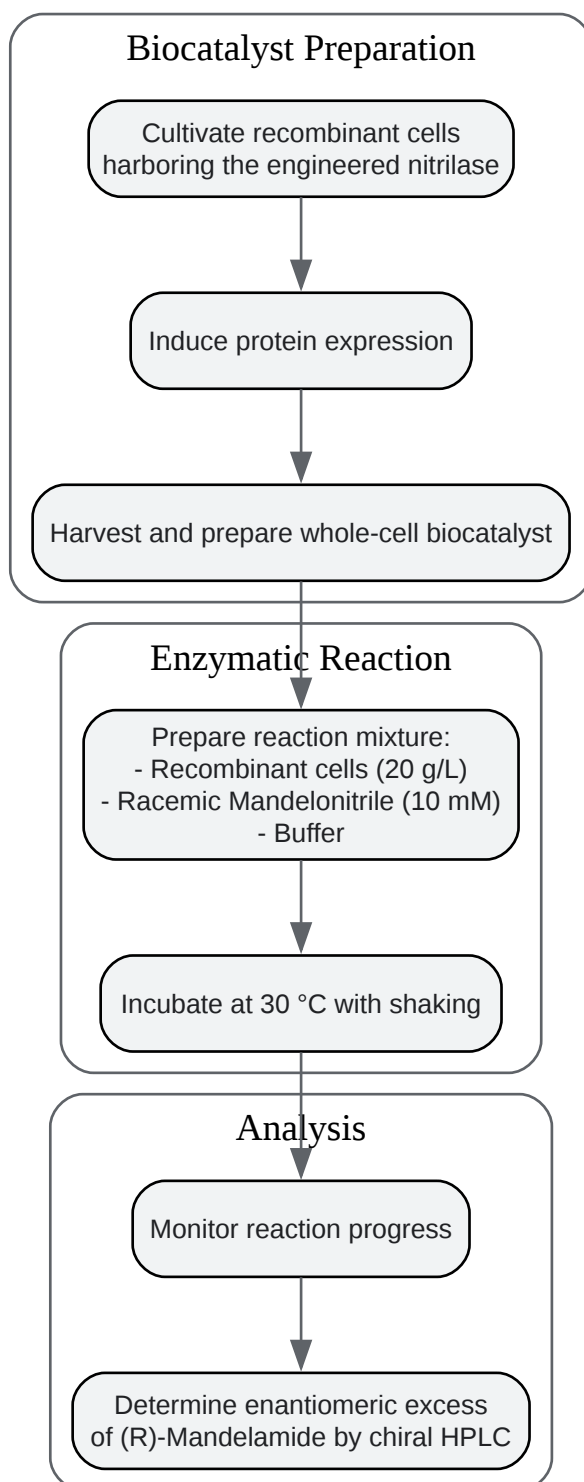 Biocatalyst Preparation
Cultivate recombinant cells
harboring the engineered nitrilase
Induce protein expression
Harvest and prepare whole-cell biocatalyst
Enzymatic Reaction
Prepare reaction mixture:
- Recombinant cells (20 g/L)
- Racemic Mandelonitrile (10 mM)
- Buffer
Incubate at 30 °C with shaking
Analysis
Monitor reaction progress
Determine enantiomeric excess
of (R)-Mandelamide by chiral HPLC